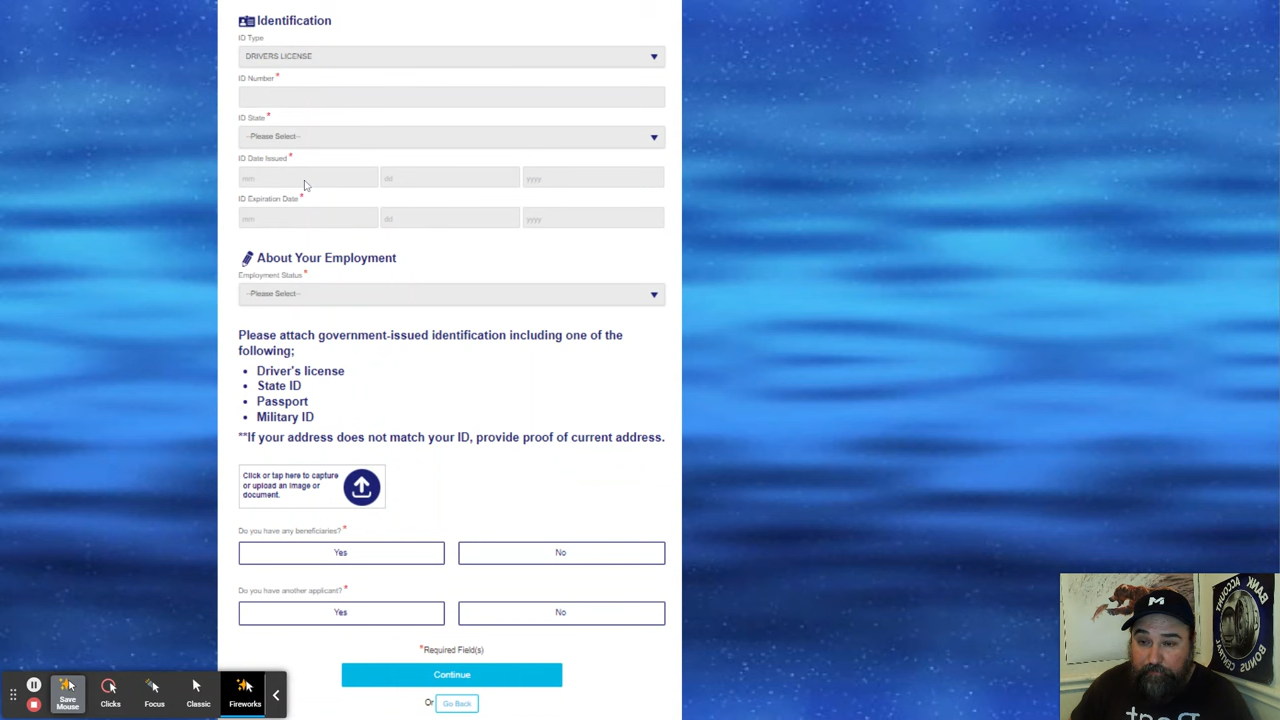 Identification
ID Type
DRIVERS LICENSE
ID Number *
ID State *
--Please Select--
ID Date Issued *
mm dd yyyy
ID Expiration Date *
mm dd yyyy
About Your Employment
Employment Status *
--Please Select--
Please attach government-issued identification including one of the
following;
• Driver's license
• State ID
• Passport
• Military ID
**If your address does not match your ID, provide proof of current address.
Click or tap here to capture
or upload an image or
document.
Do you have any beneficiaries? *
Yes No
Do you have another applicant? *
Yes No
*Required Field(s)
Continue
Or Go Back
Save
Mouse
Clicks
Focus
Classic
Fireworks
M
BANK ACCOUNT
BONUS CENTRAL